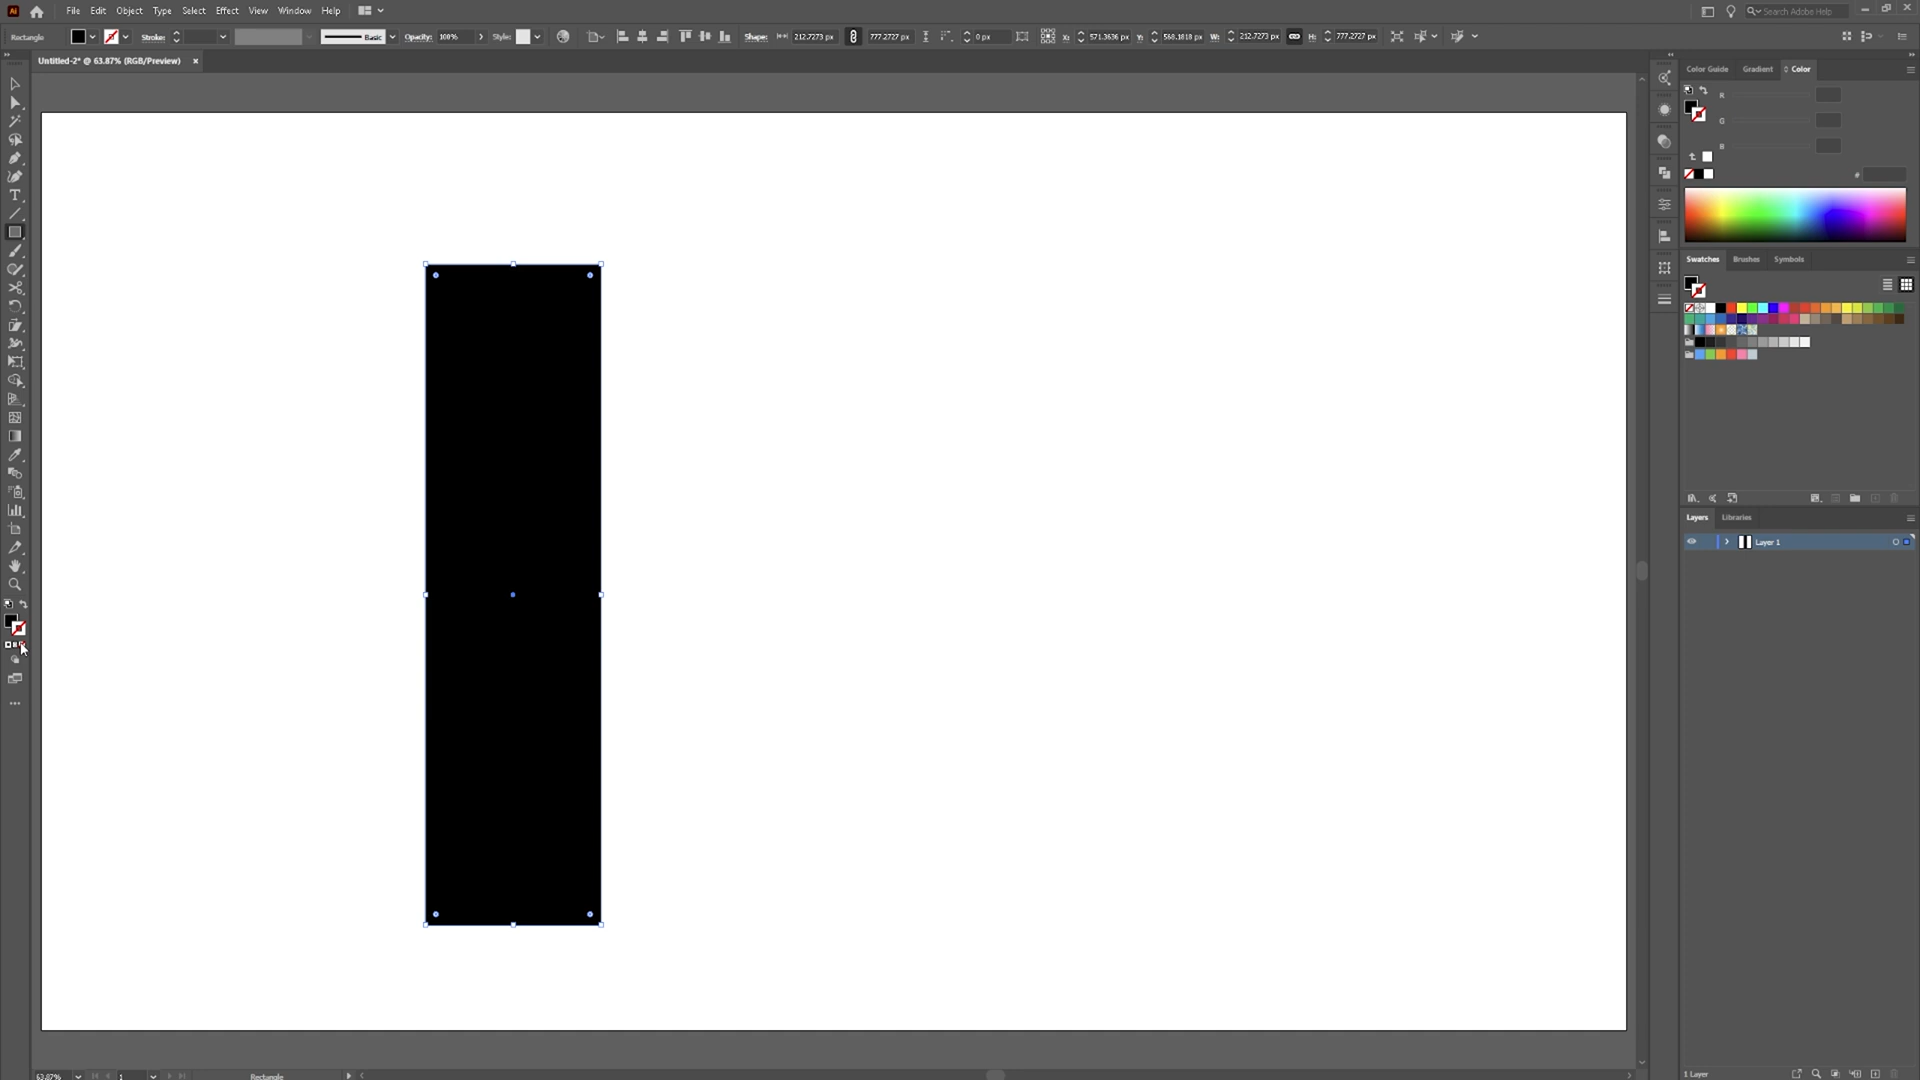 Ai File Edit Object Type Select Effect View Window Help Search Adobe Help
Rectangle Stroke: Basic Opacity: 100% Style: Shape: 212.7273 px 777.2727 px 0 px X: 571.3636 px Y: 568.1818 px W: 212.7273 px H: 777.2727 px
Untitled-2* @ 63.87% (RGB/Preview) ×
Color Guide Gradient Color
R
G
B
#
Swatches Brushes Symbols
Layers Libraries
Layer 1
T
63.87% 1 Rectangle
1 Layer